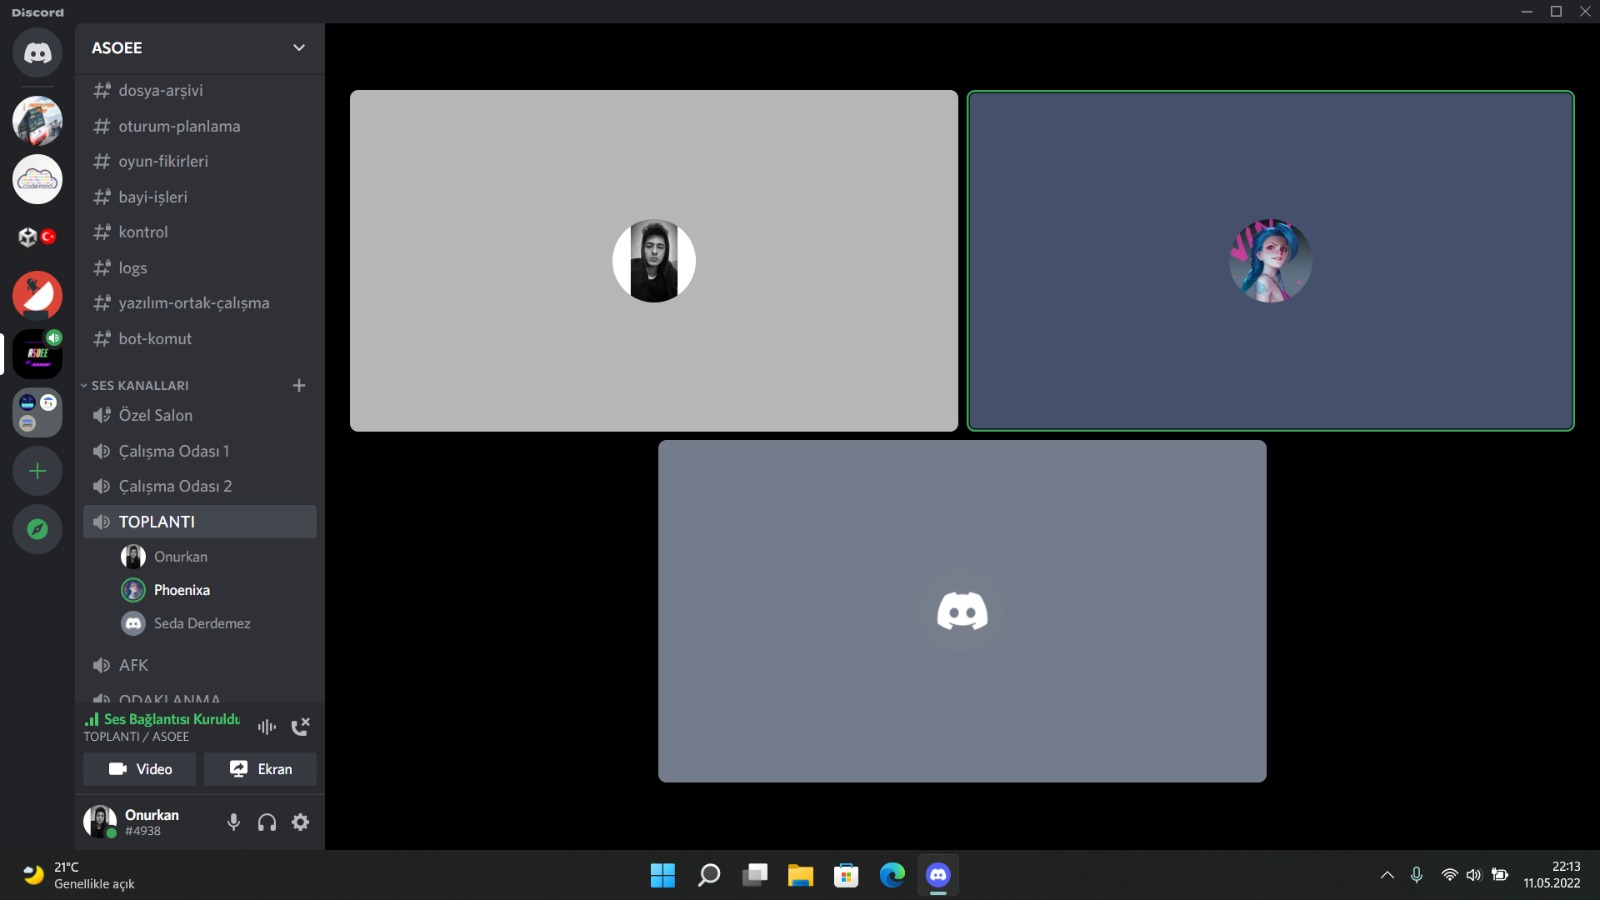 Discord
ASOEE
dosya-arşivi
oturum-planlama
oyun-fikirleri
bayi-işleri
kontrol
logs
yazılım-ortak-çalışma
bot-komut
SES KANALLARI
Özel Salon
Çalışma Odası 1
Çalışma Odası 2
TOPLANTI
Onurkan
Phoenixa
Seda Derdemez
AFK
ODAKLANMA
Ses Bağlantısı Kuruldu
TOPLANTI / ASOEE
Video
Ekran
Onurkan
#4938
codemind
ASOEE
21°C
Genellikle açık
22:13
11.05.2022